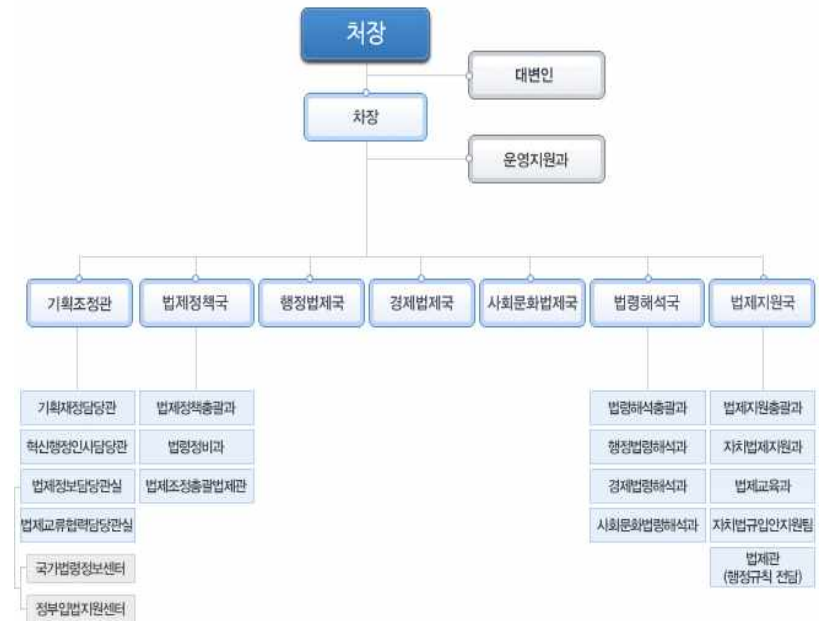 처장
대변인
차장
운영지원과
기획조정관
법제정책국
행정법제국
경제법제국
사회문화법제국
법령해석국
법제지원국
기획재정담당관
법제정책총괄과
법령해석총괄과
법제지원총괄과
혁신행정인사담당관
법령정비과
행정법령해석과
자치법제지원과
법제정보담당관실
법제조정총괄법제관
경제법령해석과
법제교육과
법제교류협력담당관실
사회문화법령해석과
자치법규입안지원팀
국가법령정보센터
법제관
(행정규칙 전담)
정부입법지원센터